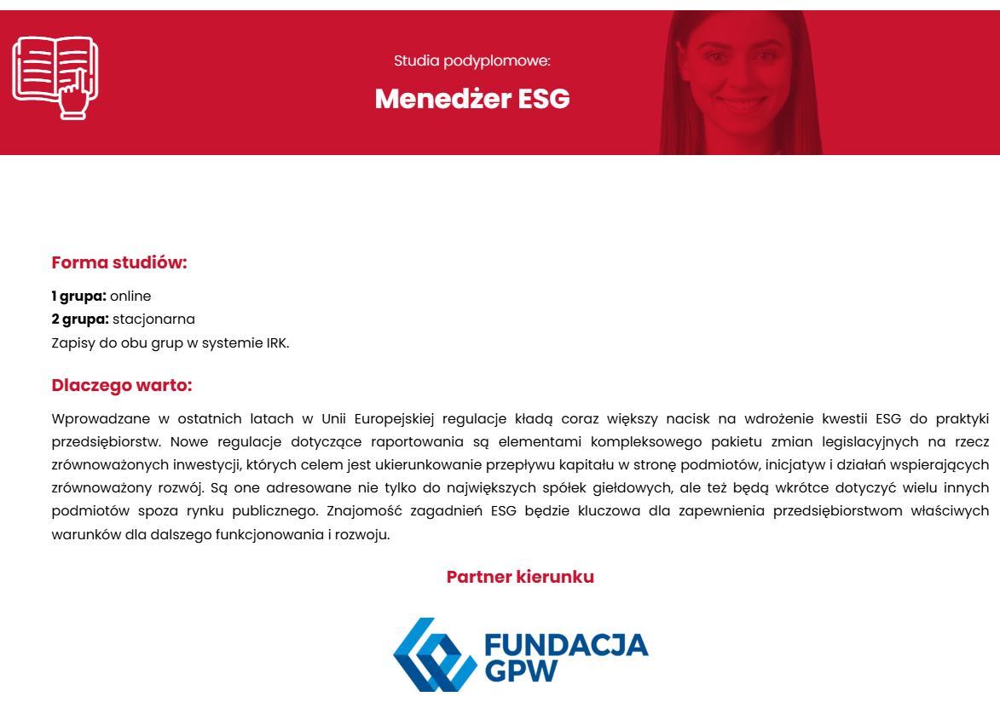 Studia podyplomowe:
Menedżer ESG
Forma studiów:
1 grupa: online
2 grupa: stacjonarna
Zapisy do obu grup w systemie IRK.
Dlaczego warto:
Wprowadzane w ostatnich latach w Unii Europejskiej regulacje kładą coraz większy nacisk na wdrożenie kwestii ESG do praktyki
przedsiębiorstw. Nowe regulacje dotyczące raportowania są elementami kompleksowego pakietu zmian legislacyjnych na rzecz
zrównoważonych inwestycji, których celem jest ukierunkowanie przepływu kapitału w stronę podmiotów, inicjatyw i działań wspierających
zrównoważony rozwój. Są one adresowane nie tylko do największych spółek giełdowych, ale też będą wkrótce dotyczyć wielu innych
podmiotów spoza rynku publicznego. Znajomość zagadnień ESG będzie kluczowa dla zapewnienia przedsiębiorstwom właściwych
warunków dla dalszego funkcjonowania i rozwoju.
Partner kierunku
FUNDACJA
GPW